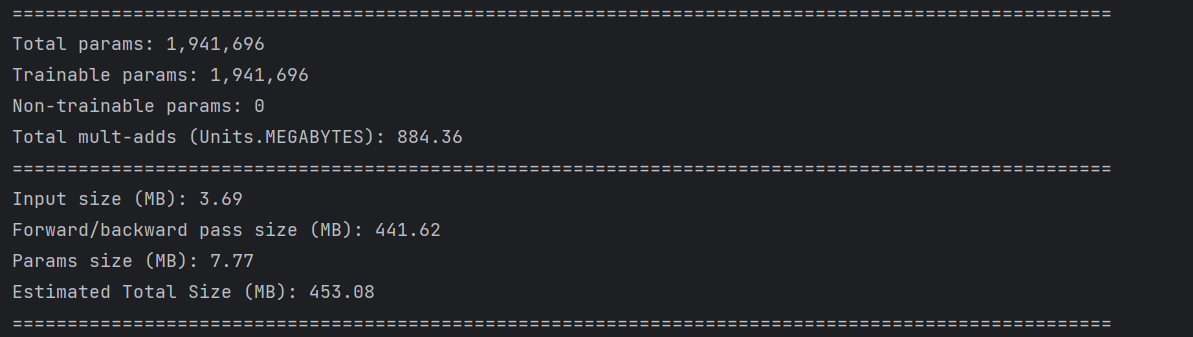 ====================================================================================================
Total params: 1,941,696
Trainable params: 1,941,696
Non-trainable params: 0
Total mult-adds (Units.MEGABYTES): 884.36
====================================================================================================
Input size (MB): 3.69
Forward/backward pass size (MB): 441.62
Params size (MB): 7.77
Estimated Total Size (MB): 453.08
====================================================================================================